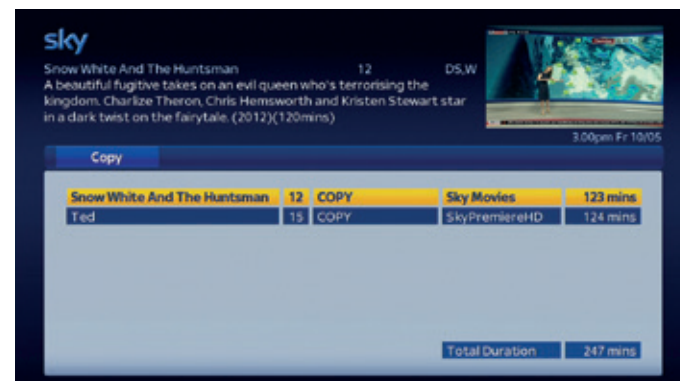 sky
Snow White And The Huntsman 12 DS,W
A beautiful fugitive takes on an evil queen who's terrorising the
kingdom. Charlize Theron, Chris Hemsworth and Kristen Stewart star
in a dark twist on the fairytale. (2012)(120mins)
3.00pm Fr 10/05
Copy
Snow White And The Huntsman 12 COPY Sky Movies 123 mins
Ted 15 COPY SkyPremiereHD 124 mins
Total Duration 247 mins